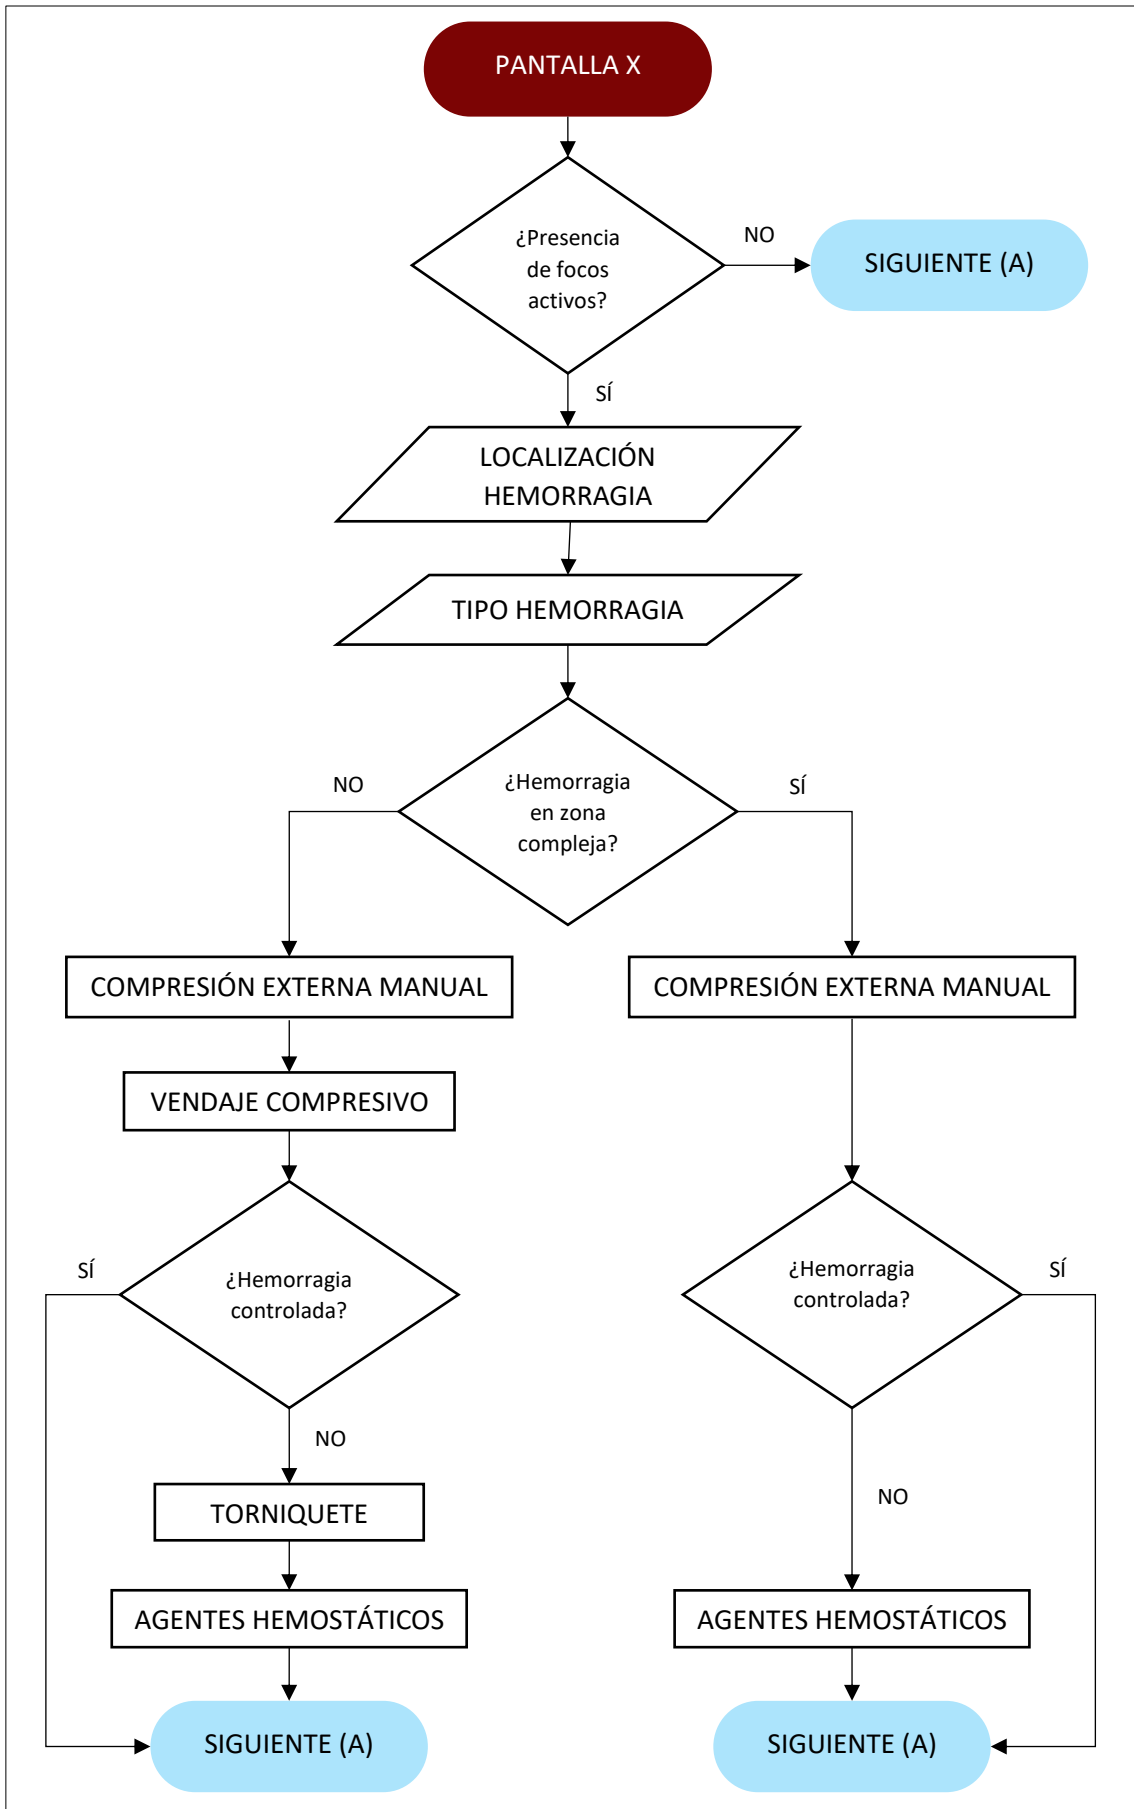 PANTALLA X
¿Presencia
de focos
activos?
NO
SIGUIENTE (A)
SÍ
LOCALIZACIÓN
HEMORRAGIA
TIPO HEMORRAGIA
NO
¿Hemorragia
en zona
compleja?
SÍ
COMPRESIÓN EXTERNA MANUAL
COMPRESIÓN EXTERNA MANUAL
VENDAJE COMPRESIVO
SÍ
¿Hemorragia
controlada?
¿Hemorragia
controlada?
SÍ
NO
NO
TORNIQUETE
AGENTES HEMOSTÁTICOS
AGENTES HEMOSTÁTICOS
SIGUIENTE (A)
SIGUIENTE (A)